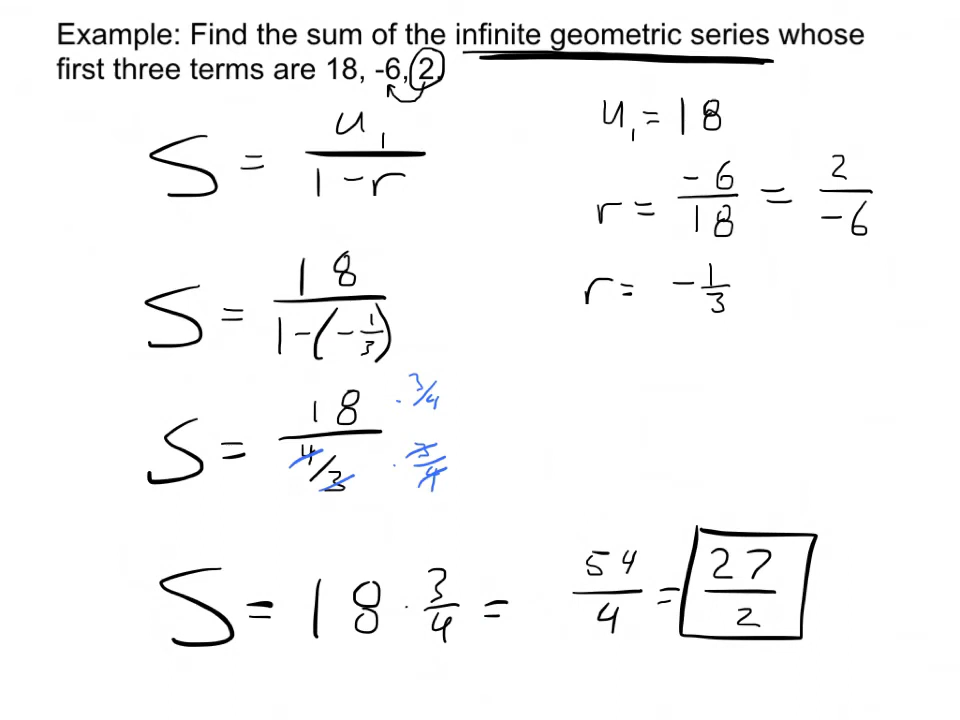 Example: Find the sum of the infinite geometric series whose
first three terms are 18, -6, 2.
S = u₁ / (1 - r)
u₁ = 18
r = -6/18 = 2/-6
r = -1/3
S = 18 / (1-(-1/3))
S = 18 / (4/3) · 3/4 / · 3/4
S = 18 · 3/4 = 54/4 = 27/2